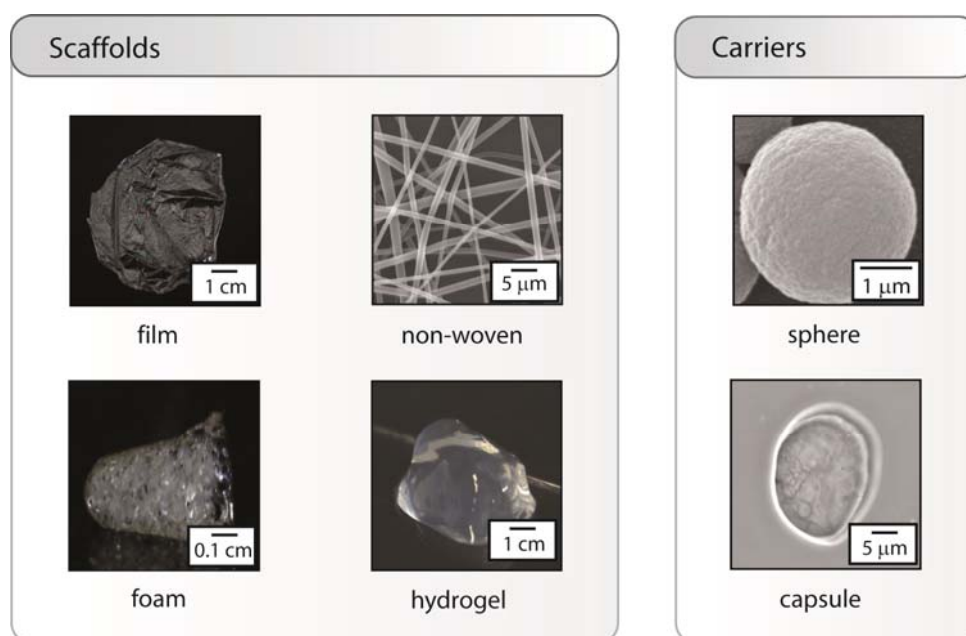 Scaffolds
1 cm
film
5 μm
non-woven
0.1 cm
foam
1 cm
hydrogel
Carriers
1 μm
sphere
5 μm
capsule